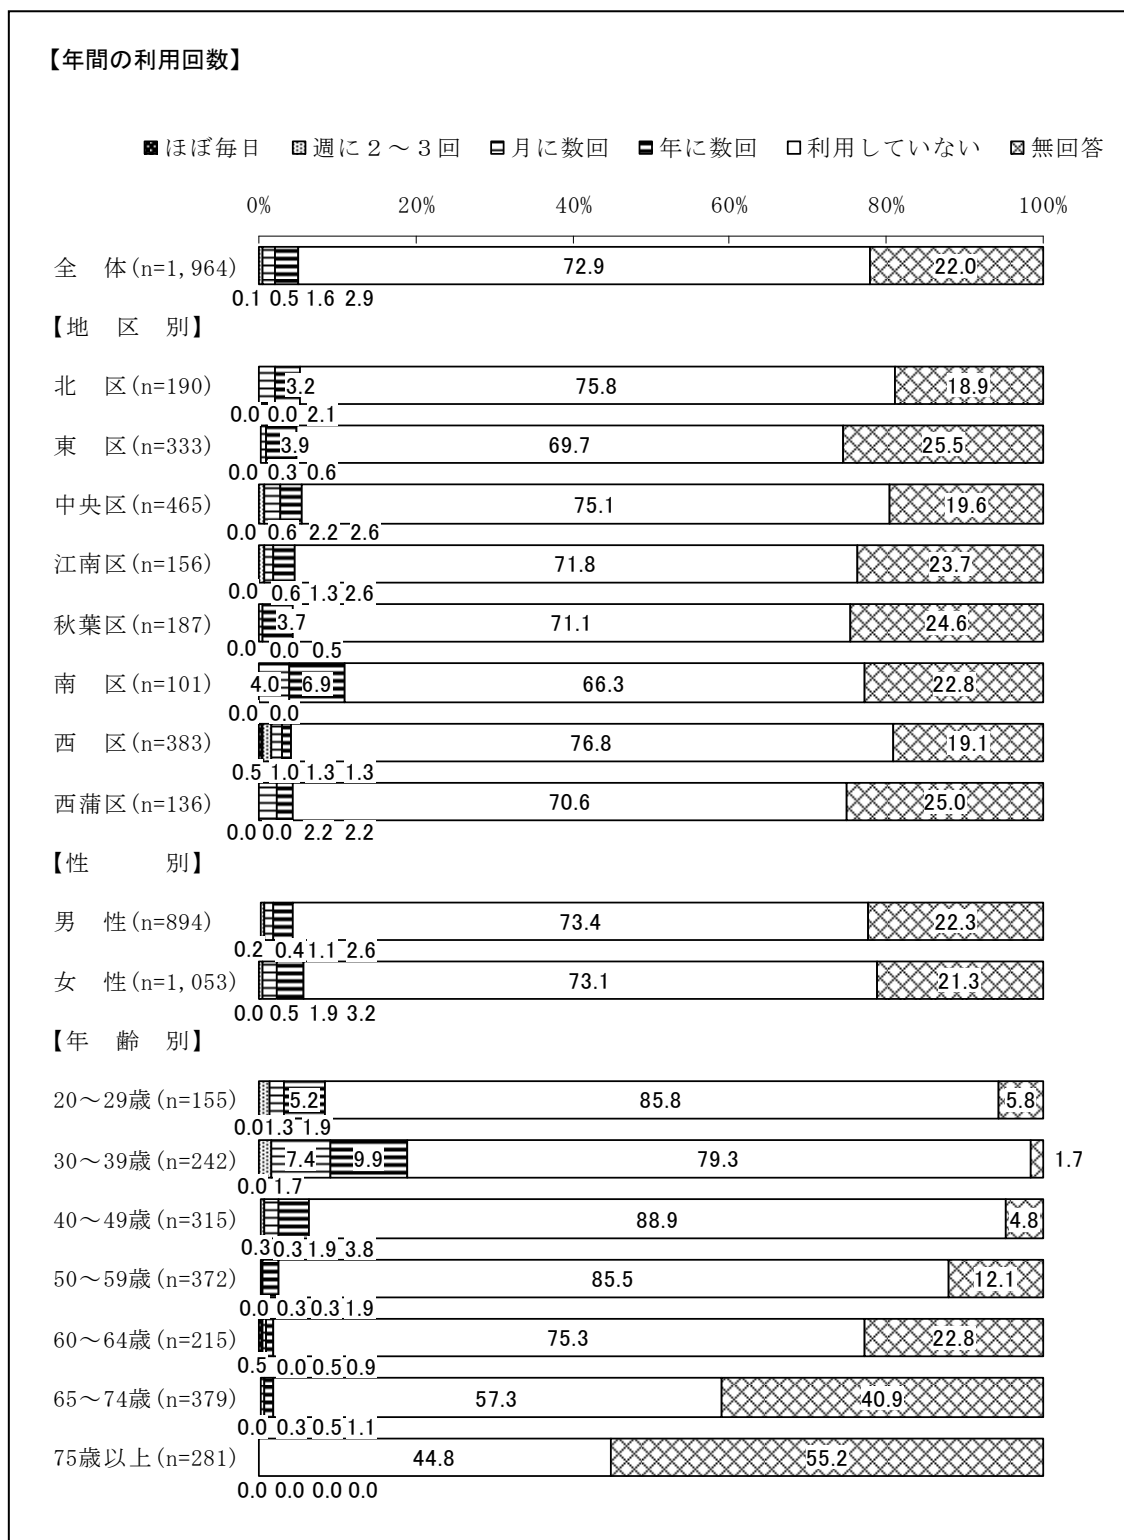 【年間の利用回数】
ほぼ毎日 週に２～３回 月に数回 年に数回 利用していない 無回答
0% 20% 40% 60% 80% 100%
全　体(n=1,964) 72.9 22.0
0.1 0.5 1.6 2.9
【地　区　別】
北　区(n=190) 3.2 75.8 18.9
0.0 0.0 2.1
東　区(n=333) 3.9 69.7 25.5
0.0 0.3 0.6
中央区(n=465) 75.1 19.6
0.0 0.6 2.2 2.6
江南区(n=156) 71.8 23.7
0.0 0.6 1.3 2.6
秋葉区(n=187) 3.7 71.1 24.6
0.0 0.0 0.5
南　区(n=101) 4.0 6.9 66.3 22.8
0.0 0.0
西　区(n=383) 76.8 19.1
0.5 1.0 1.3 1.3
西蒲区(n=136) 70.6 25.0
0.0 0.0 2.2 2.2
【性　　　別】
男　性(n=894) 73.4 22.3
0.2 0.4 1.1 2.6
女　性(n=1,053) 73.1 21.3
0.0 0.5 1.9 3.2
【年　齢　別】
20～29歳(n=155) 5.2 85.8 5.8
0.0 1.3 1.9
30～39歳(n=242) 7.4 9.9 79.3 1.7
0.0 1.7
40～49歳(n=315) 88.9 4.8
0.3 0.3 1.9 3.8
50～59歳(n=372) 85.5 12.1
0.0 0.3 0.3 1.9
60～64歳(n=215) 75.3 22.8
0.5 0.0 0.5 0.9
65～74歳(n=379) 57.3 40.9
0.0 0.3 0.5 1.1
75歳以上(n=281) 44.8 55.2
0.0 0.0 0.0 0.0